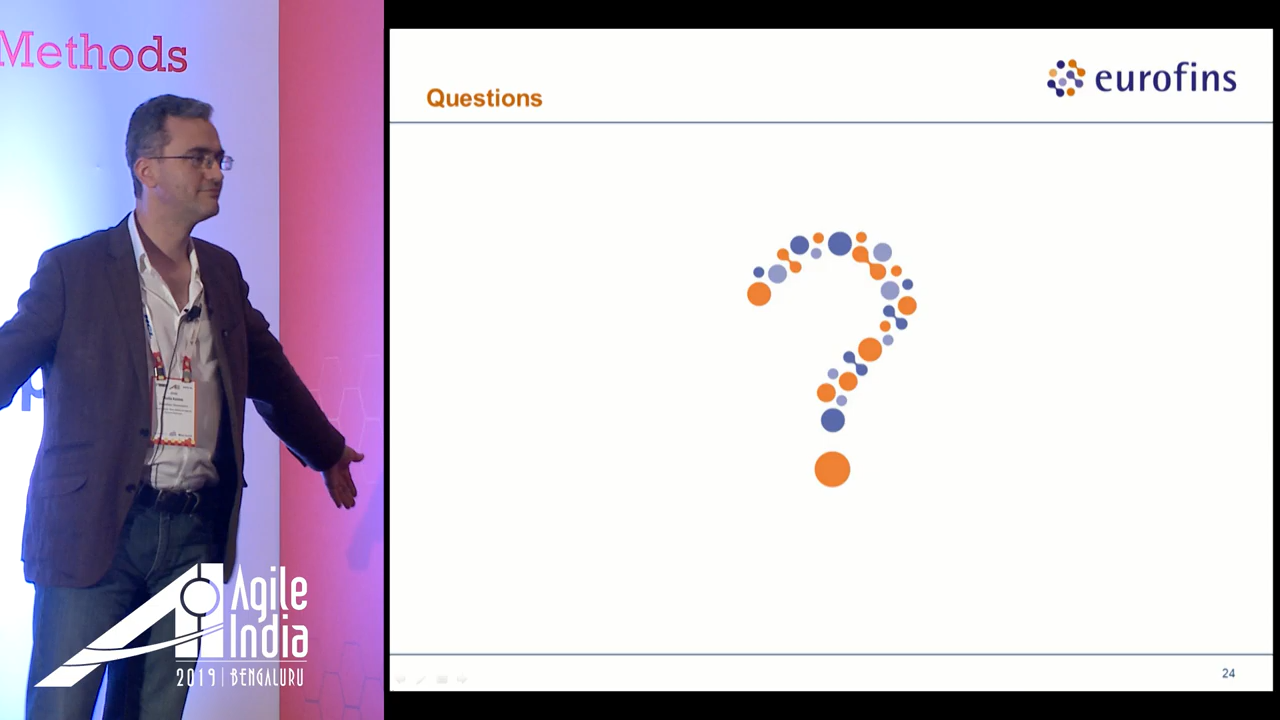 Methods
Questions
eurofins
Agile
India
2019 | BENGALURU
24